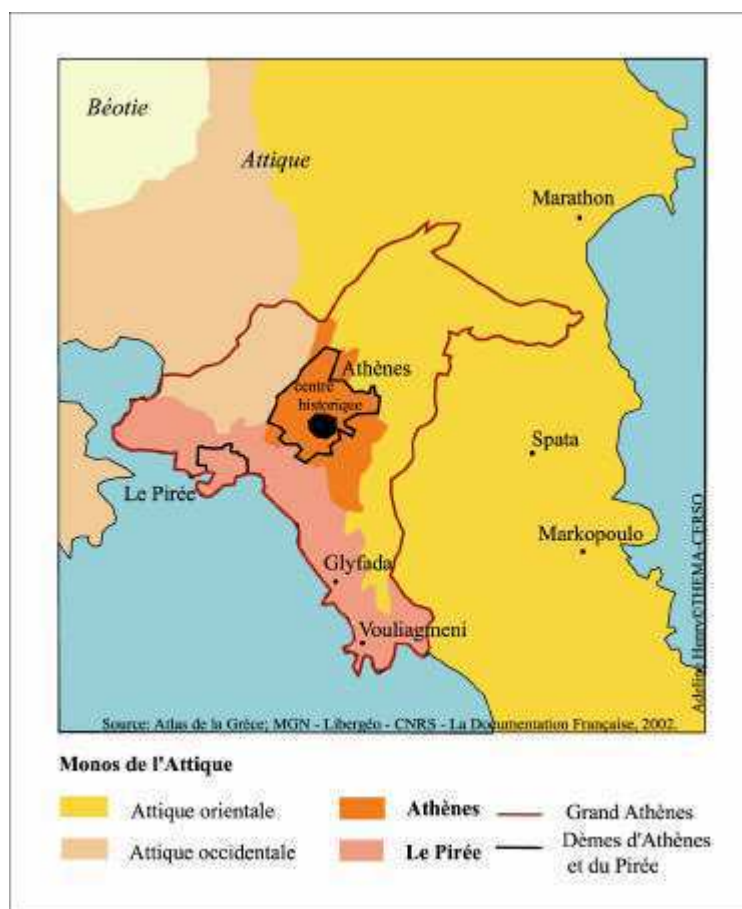 Béotie
Attique
Marathon
Athènes
centre
historique
Spata
Le Pirée
Markopoulo
Glyfada
Vouliagmeni
Adeline Henry©THEMA-CERSO
Source: Atlas de la Grèce; MGN - Libergéo - CNRS - La Documentation Française, 2002.
Monos de l'Attique
Attique orientale
Athènes
Grand Athènes
Attique occidentale
Le Pirée
Dèmes d'Athènes
et du Pirée